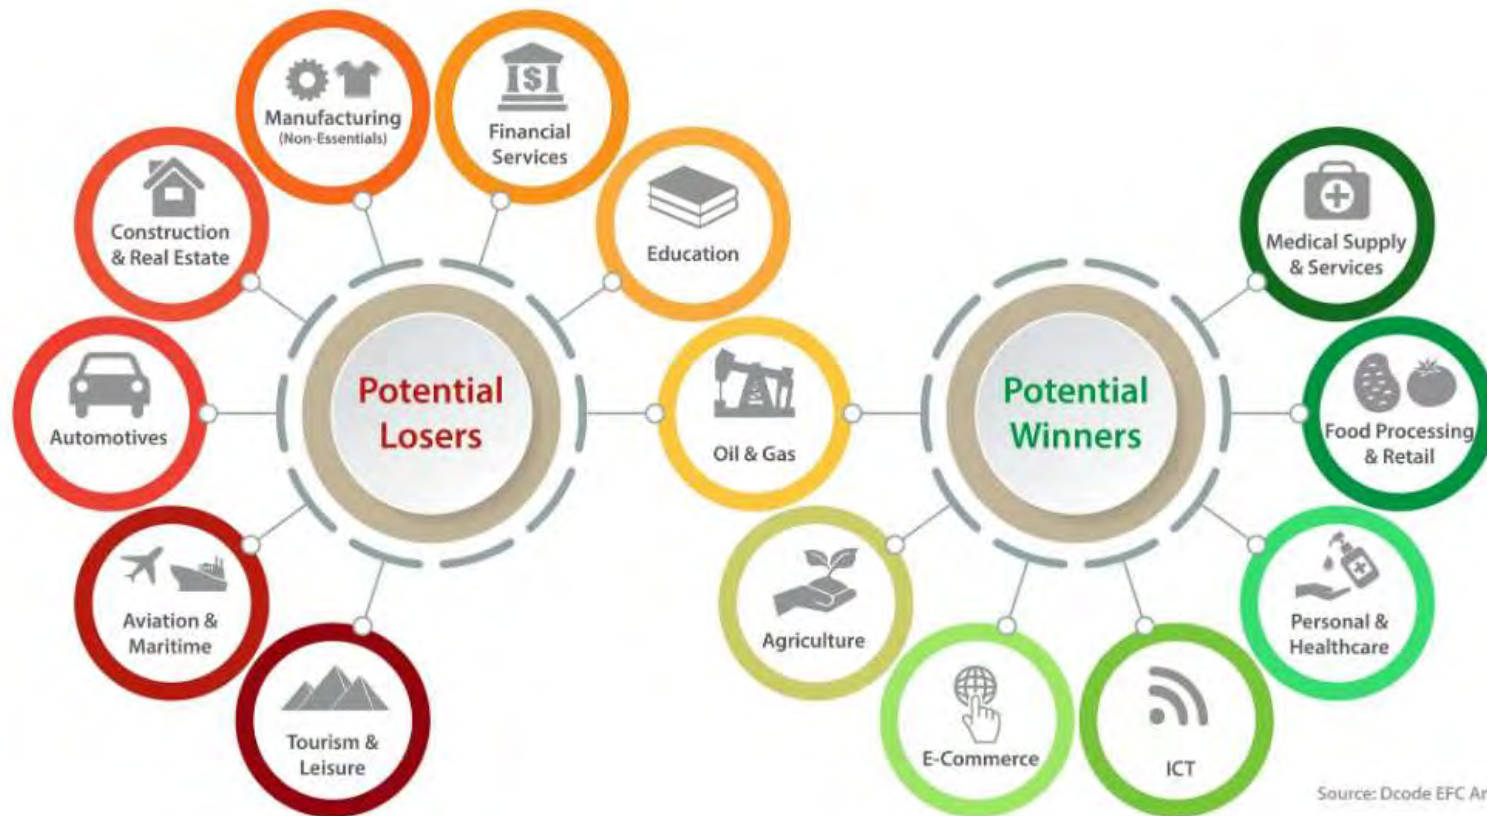 Manufacturing
(Non-Essentials)
$
Financial
Services
Construction
& Real Estate
Education
Medical Supply
& Services
Automotives
Potential
Losers
Oil & Gas
Potential
Winners
Food Processing
& Retail
Aviation &
Maritime
Agriculture
Personal &
Healthcare
Tourism &
Leisure
E-Commerce
ICT
Source: Dcode EFC